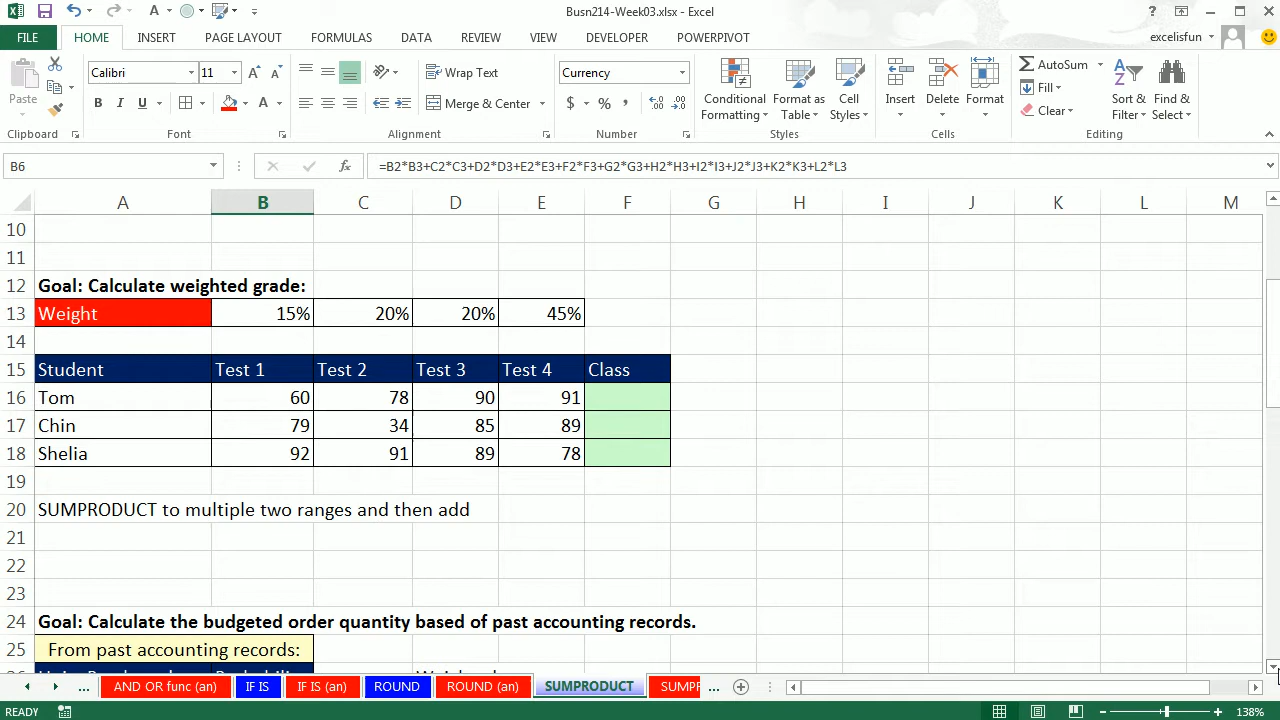 Busn214-Week03.xlsx - Excel
FILE HOME INSERT PAGE LAYOUT FORMULAS DATA REVIEW VIEW DEVELOPER POWERPIVOT excelisfun
Calibri 11 Wrap Text Currency AutoSum
Paste Merge & Center $ % Conditional Formatting Format as Table Cell Styles Insert Delete Format Fill Clear Sort & Filter Find & Select
Clipboard Font Alignment Number Styles Cells Editing
B6 =B2*B3+C2*C3+D2*D3+E2*E3+F2*F3+G2*G3+H2*H3+I2*I3+J2*J3+K2*K3+L2*L3
A B C D E F G H I J K L M
10
11
12 Goal: Calculate weighted grade:
13 Weight 15% 20% 20% 45%
14
15 Student Test 1 Test 2 Test 3 Test 4 Class
16 Tom 60 78 90 91
17 Chin 79 34 85 89
18 Shelia 92 91 89 78
19
20 SUMPRODUCT to multiple two ranges and then add
21
22
23
24 Goal: Calculate the budgeted order quantity based of past accounting records.
25 From past accounting records:
... AND OR func (an) IF IS IF IS (an) ROUND ROUND (an) SUMPRODUCT SUMPR ...
READY 138%